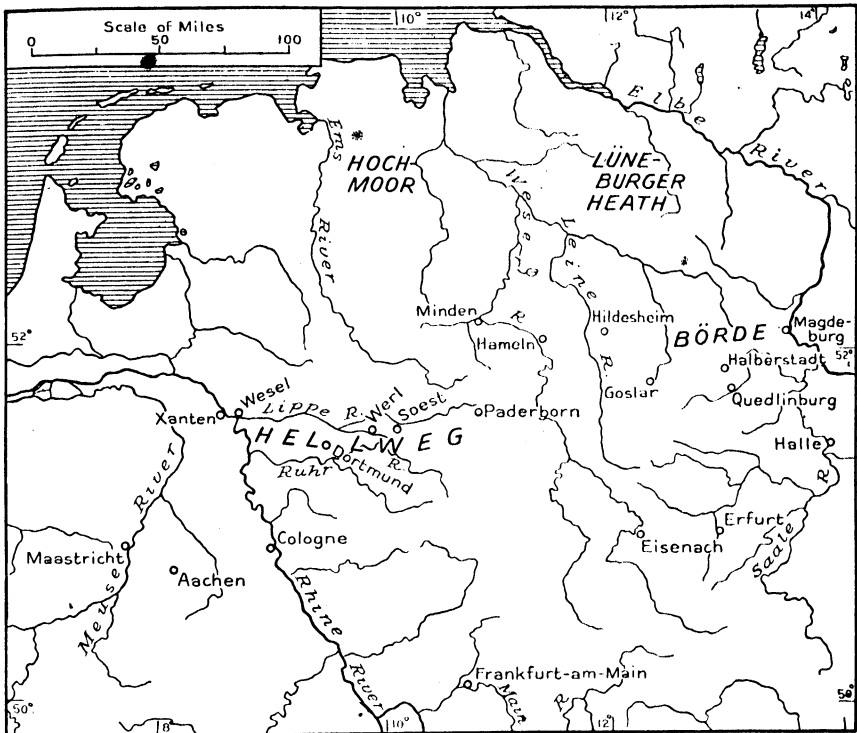 Scale of Miles
0 50 100
10°
12°
14°
Elbe
River
Ems
River
HOCH-
MOOR
LÜNE-
BURGER
HEATH
Weser
R.
Leine
R.
Minden
Hameln
Hildesheim
BÖRDE
Magde-
burg
52°
52°
Halberstadt
Goslar
Quedlinburg
Wesel
Xanten
Lippe R.
Werl
Soest
Paderborn
HELLWEG
Halle
Dortmund
Ruhr
R.
Meuse
River
Maastricht
Aachen
Cologne
Rhine
River
Eisenach
Erfurt
Saale
R
Frankfurt-am-Main
Main
R
50°
50°
8°
10°
12°